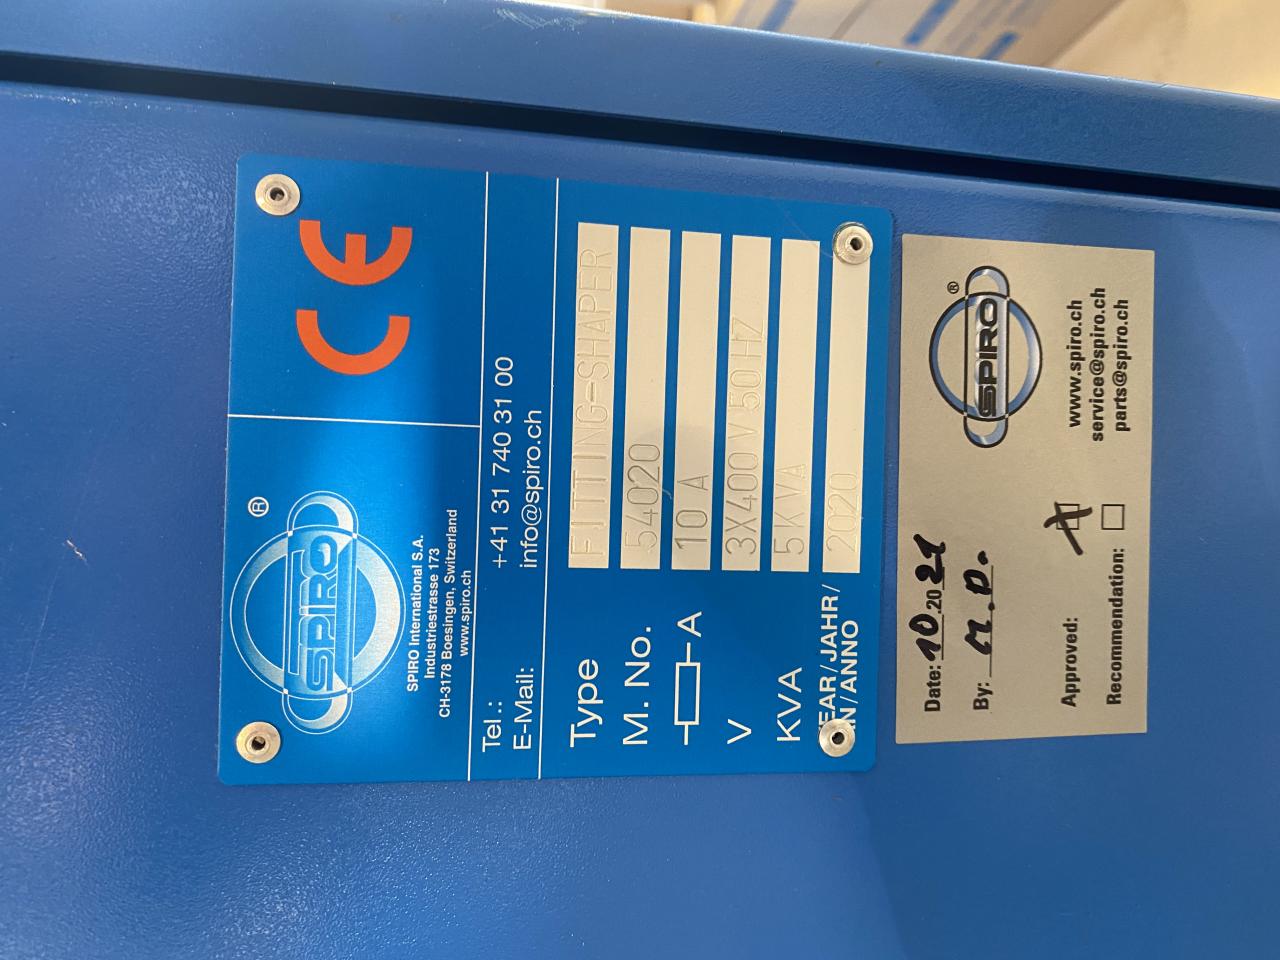 SPIRO®
CE
SPIRO International S.A.
Industriestrasse 173
CH-3178 Boesingen, Switzerland
www.spiro.ch
Tel.: +41 31 740 31 00
E-Mail: info@spiro.ch
Type FITTING-SHAPER
M. No. 54020
A 10 A
V 3X400 V 50 HZ
KVA 5 KVA
EAR/JAHR/ 2020
N/ANNO
SPIRO®
Date: 10.2021
By: M.D.
www.spiro.ch
service@spiro.ch
parts@spiro.ch
Approved:
Recommendation: